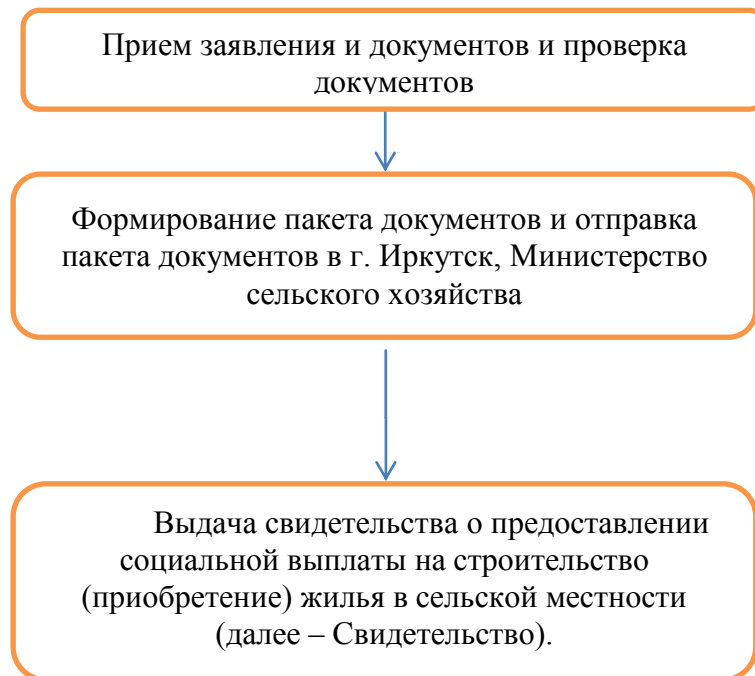 Прием заявления и документов и проверка
документов
Формирование пакета документов и отправка
пакета документов в г. Иркутск, Министерство
сельского хозяйства
Выдача свидетельства о предоставлении
социальной выплаты на строительство
(приобретение) жилья в сельской местности
(далее – Свидетельство).